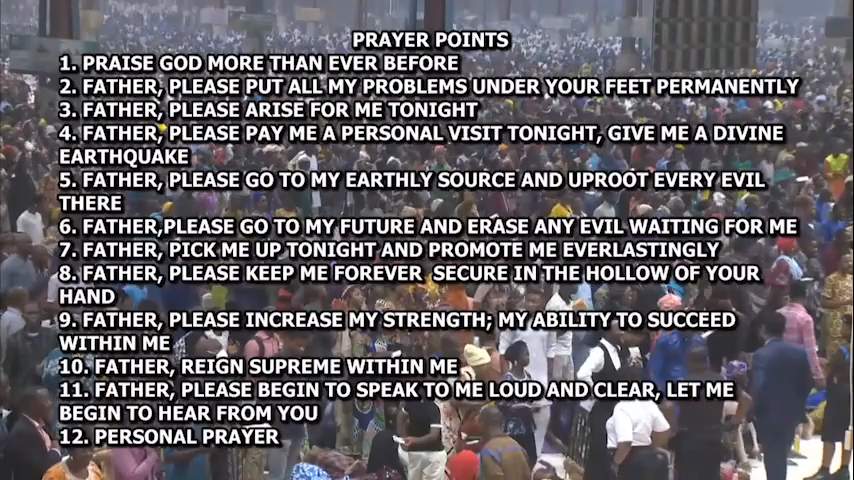 PRAYER POINTS
1. PRAISE GOD MORE THAN EVER BEFORE
2. FATHER, PLEASE PUT ALL MY PROBLEMS UNDER YOUR FEET PERMANENTLY
3. FATHER, PLEASE ARISE FOR ME TONIGHT
4. FATHER, PLEASE PAY ME A PERSONAL VISIT TONIGHT, GIVE ME A DIVINE
EARTHQUAKE
5. FATHER, PLEASE GO TO MY EARTHLY SOURCE AND UPROOT EVERY EVIL
THERE
6. FATHER,PLEASE GO TO MY FUTURE AND ERASE ANY EVIL WAITING FOR ME
7. FATHER, PICK ME UP TONIGHT AND PROMOTE ME EVERLASTINGLY
8. FATHER, PLEASE KEEP ME FOREVER  SECURE IN THE HOLLOW OF YOUR
HAND
9. FATHER, PLEASE INCREASE MY STRENGTH; MY ABILITY TO SUCCEED
WITHIN ME
10. FATHER, REIGN SUPREME WITHIN ME
11. FATHER, PLEASE BEGIN TO SPEAK TO ME LOUD AND CLEAR, LET ME
BEGIN TO HEAR FROM YOU
12. PERSONAL PRAYER